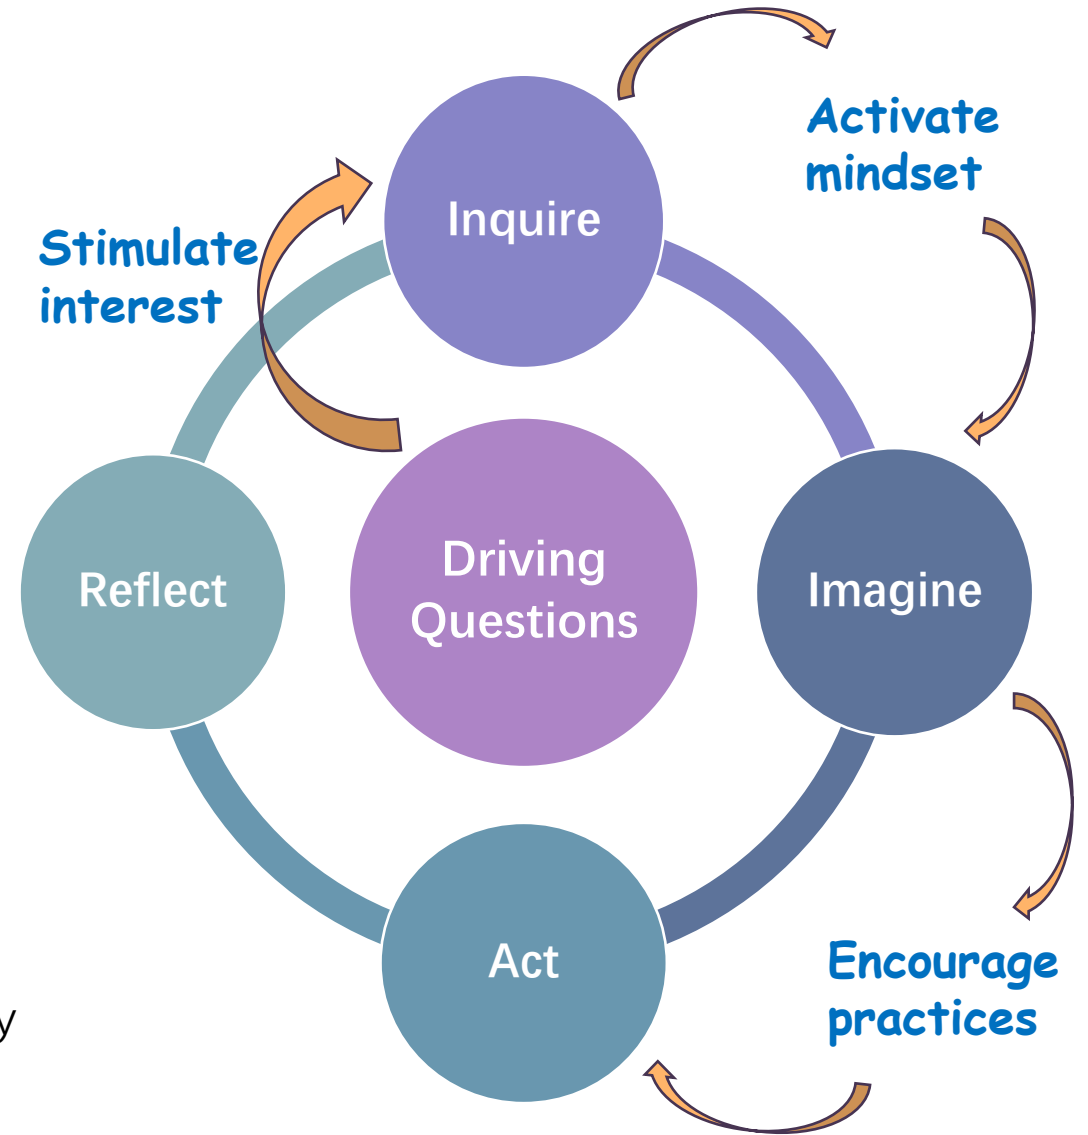 Inquire
Activate
mindset
Stimulate
interest
Driving
Questions
Reflect
Imagine
Act
Encourage
practices
y